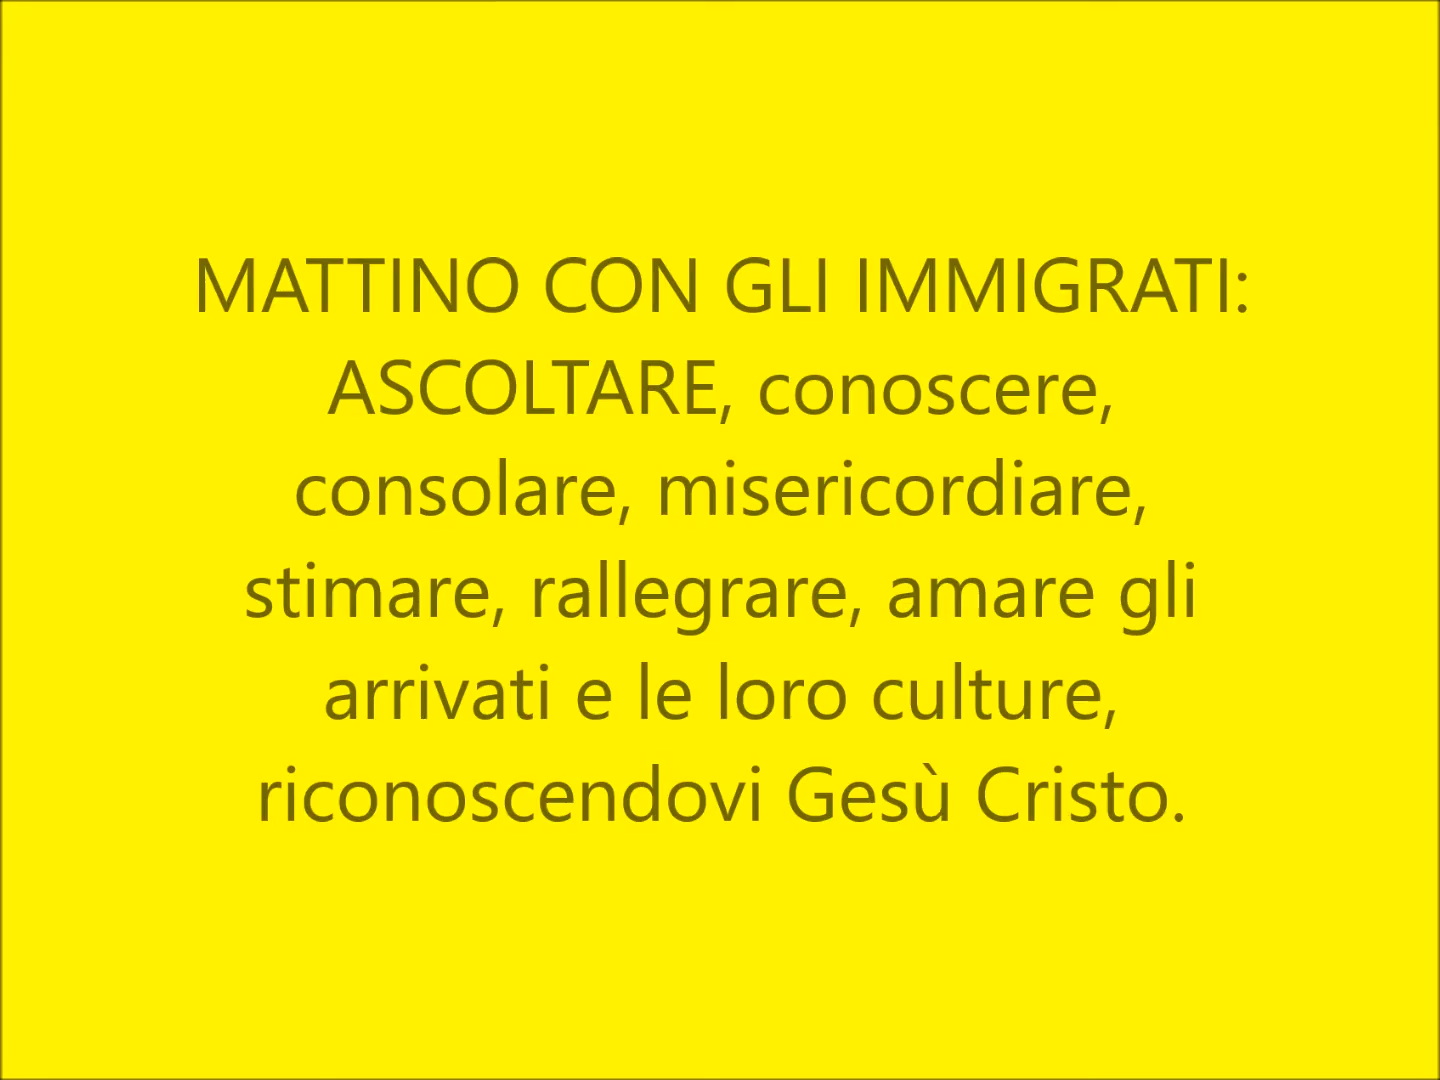 MATTINO CON GLI IMMIGRATI:
ASCOLTARE, conoscere,
consolare, misericordiare,
stimare, rallegrare, amare gli
arrivati e le loro culture,
riconoscendovi Gesù Cristo.